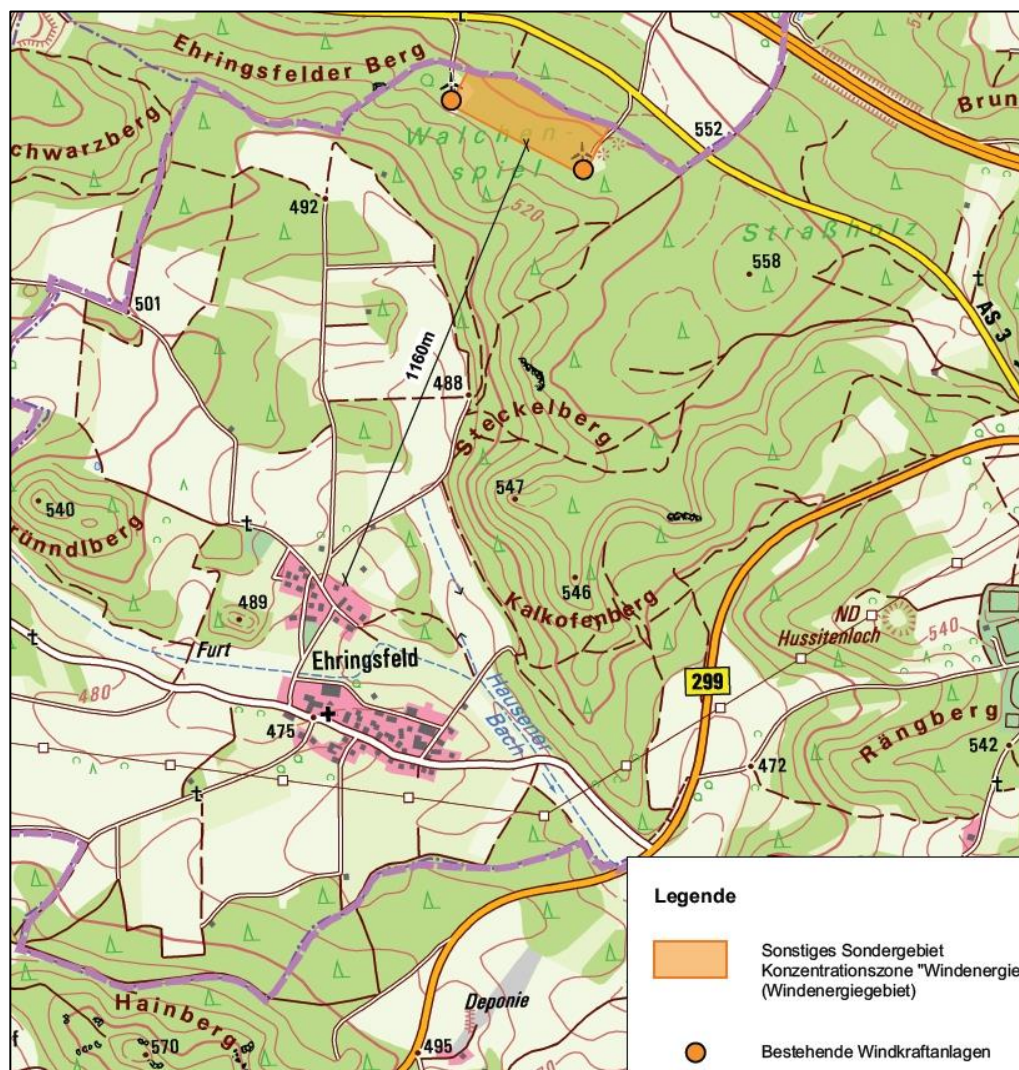 Ehringsfelder Berg
Brun
chwarzberg
Walchen-
spiel
552
492
520
Straßholz
558
501
AS 3
1160m
488
Steckelberg
547
540
ründlberg
546
489
Kalkofenberg
ND
Hussitenloch
540
Furt
Ehringsfeld
480
299
Hausener
Bach
Rängberg
475
542
472
Legende
Sonstiges Sondergebiet
Konzentrationszone "Windenergie
(Windenergiegebiet)
Hainberg
Deponie
f
570
495
Bestehende Windkraftanlagen